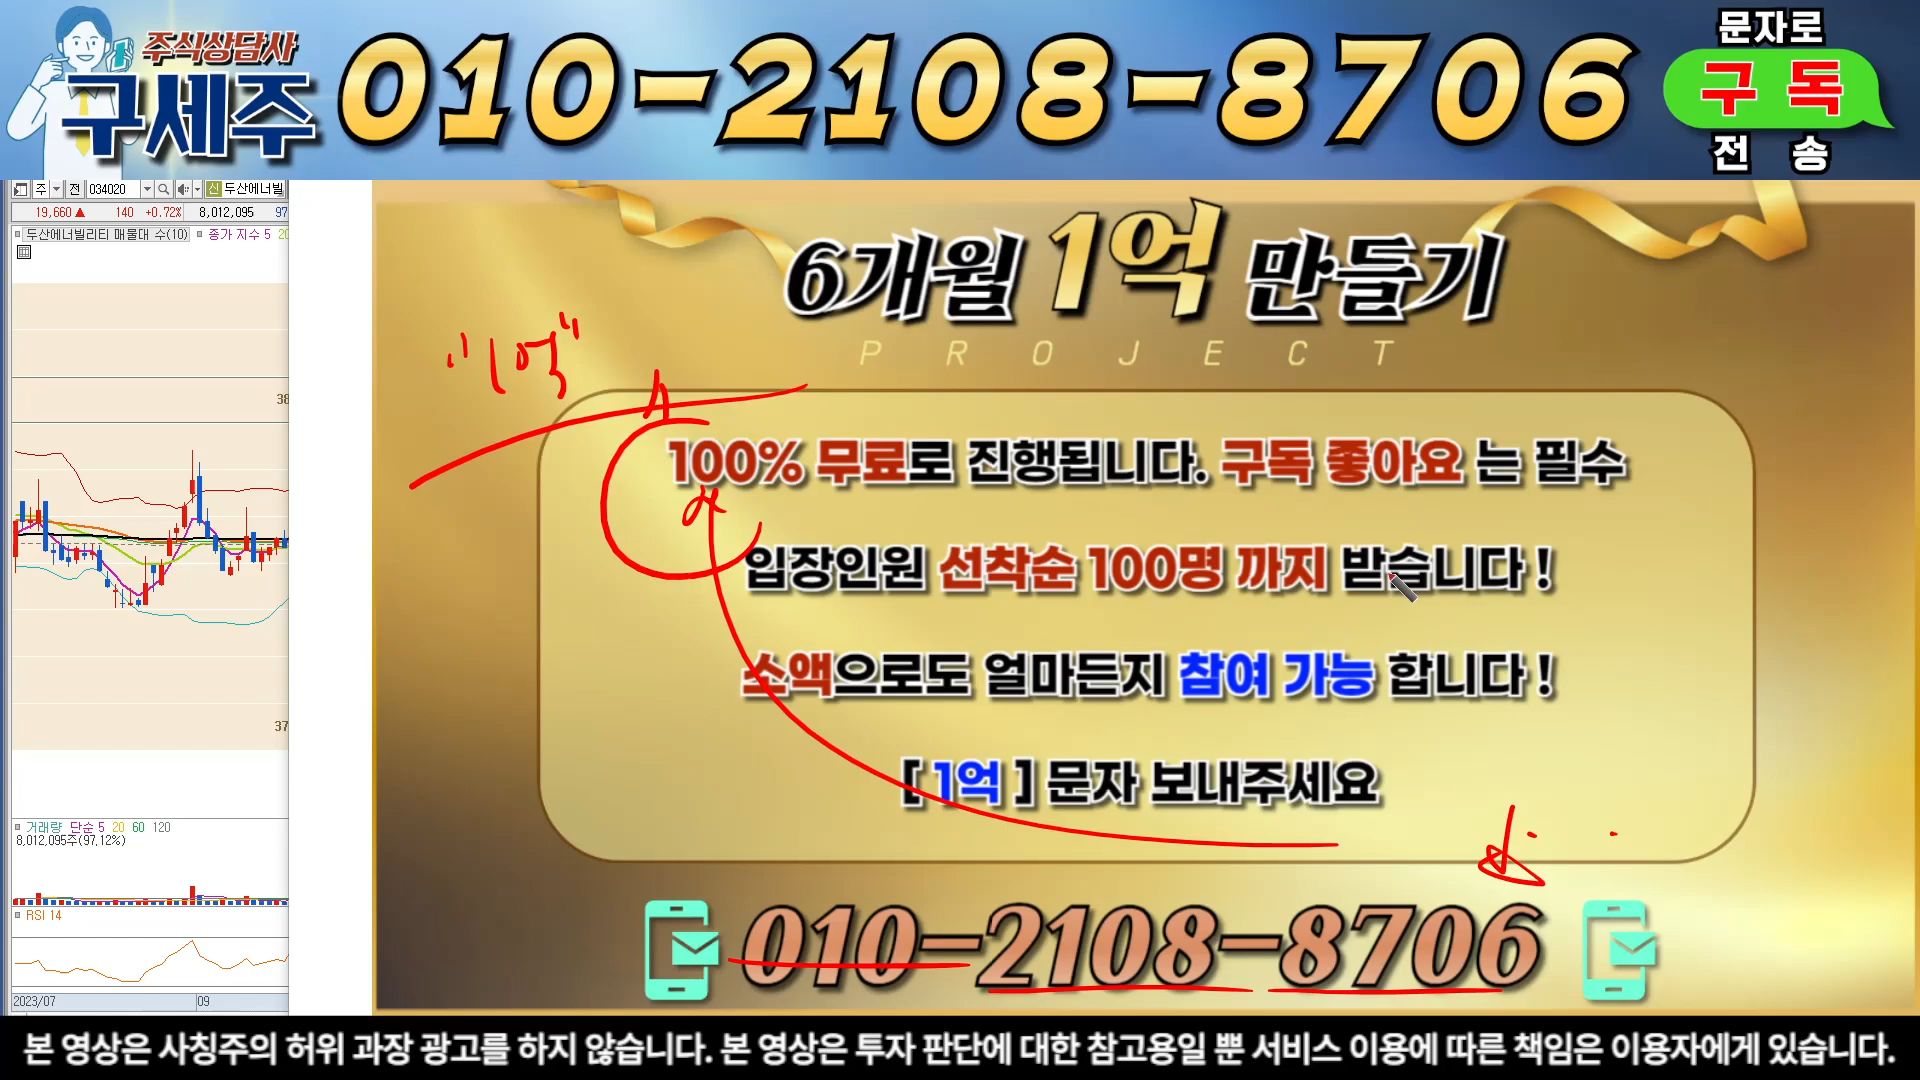 주식상담사
구세주
010-2108-8706
문자로
구 독
전 송
주 전 034020 신 두산에너빌
19,660▲ 140 +0.72% 8,012,095 97
두산에너빌리티 매물대 수(10) 종가 지수 5 20
38
37
거래량 단순 5 20 60 120
8,012,095주(97.12%)
RSI 14
2023/07 09
6개월 1억 만들기
PROJECT
"1억"
100% 무료로 진행됩니다. 구독 좋아요 는 필수
입장인원 선착순 100명 까지 받습니다 !
소액으로도 얼마든지 참여 가능 합니다 !
[ 1억 ] 문자 보내주세요
010-2108-8706
본 영상은 사칭주의 허위 과장 광고를 하지 않습니다. 본 영상은 투자 판단에 대한 참고용일 뿐 서비스 이용에 따른 책임은 이용자에게 있습니다.